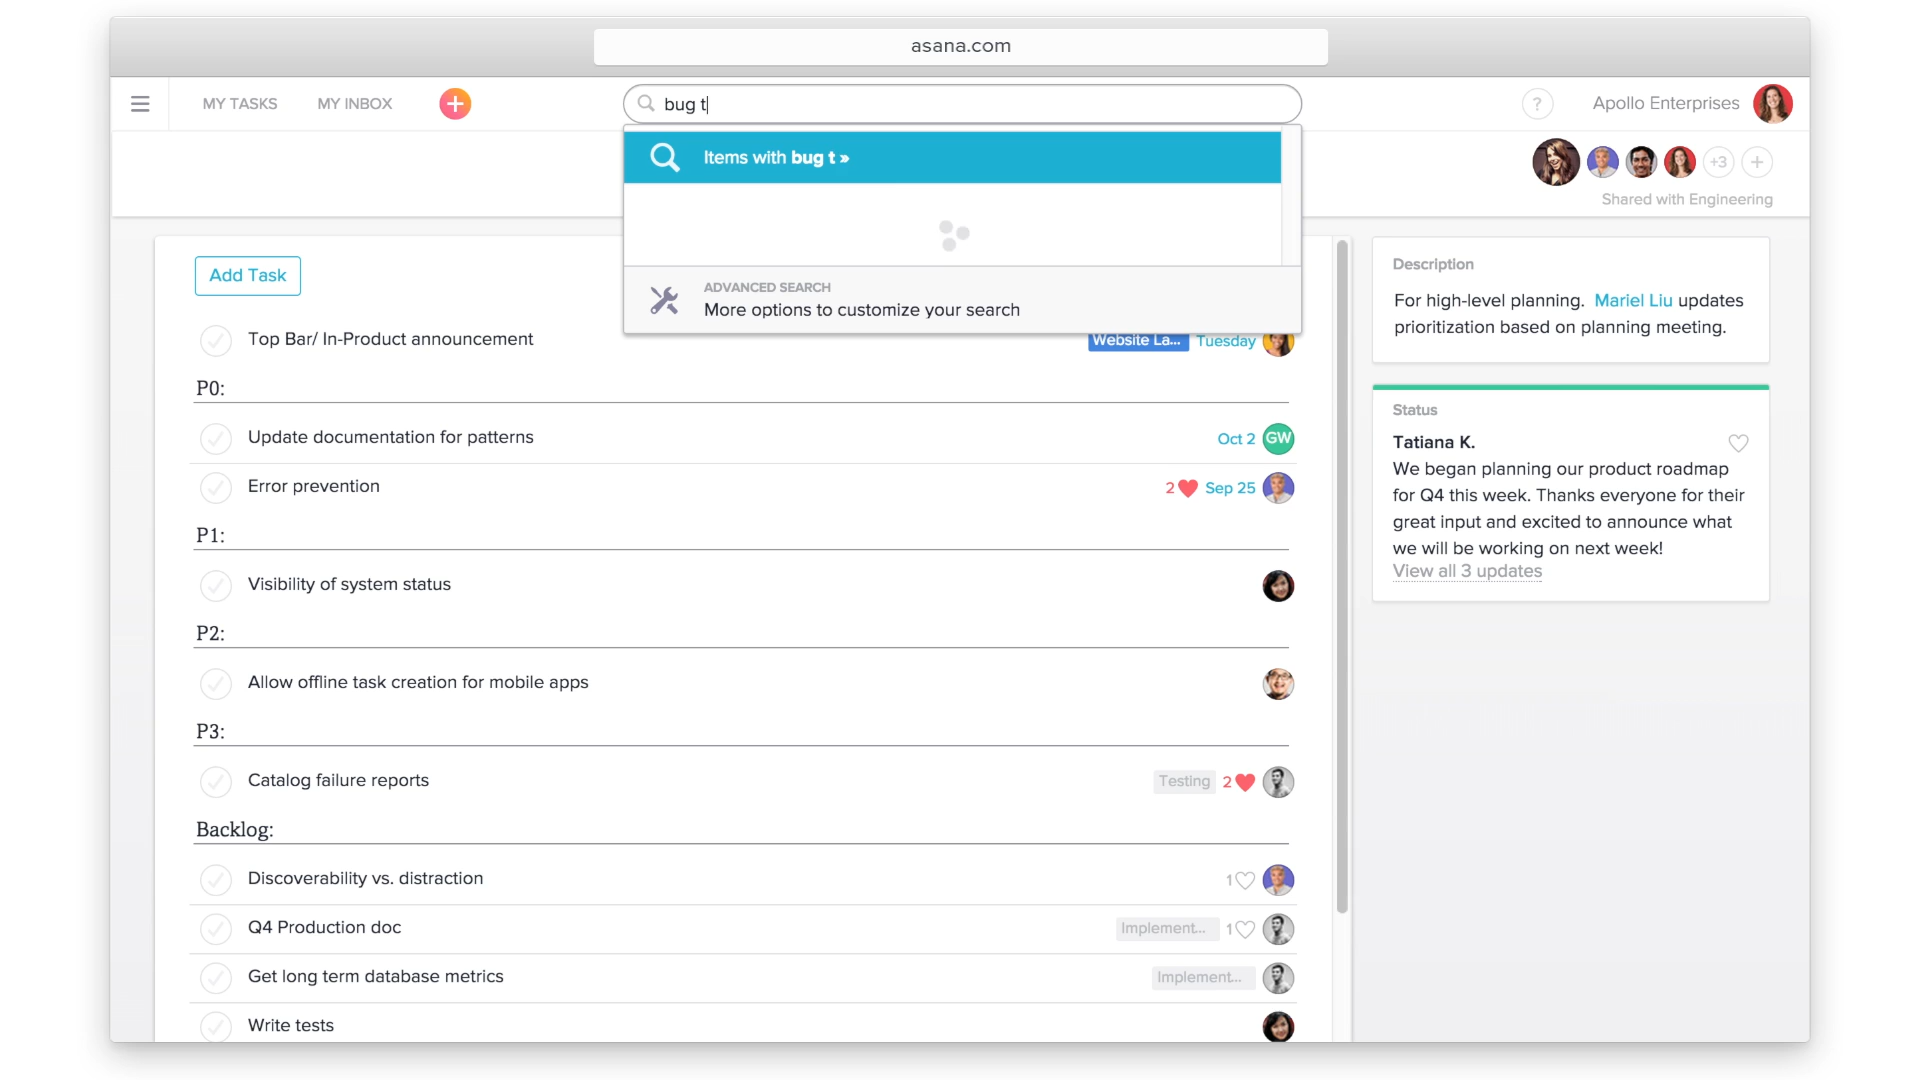 asana.com
MY TASKS
MY INBOX
bug t
?
Apollo Enterprises
Items with bug t »
+3
Shared with Engineering
ADVANCED SEARCH
More options to customize your search
Add Task
Top Bar/ In-Product announcement
Website La...
Tuesday
P0:
Update documentation for patterns
Oct 2
GW
Error prevention
2
Sep 25
P1:
Visibility of system status
P2:
Allow offline task creation for mobile apps
P3:
Catalog failure reports
Testing
2
Backlog:
Discoverability vs. distraction
1
Q4 Production doc
Implement...
1
Get long term database metrics
Implement...
Write tests
Description
For high-level planning. Mariel Liu updates
prioritization based on planning meeting.
Status
Tatiana K.
We began planning our product roadmap
for Q4 this week. Thanks everyone for their
great input and excited to announce what
we will be working on next week!
View all 3 updates